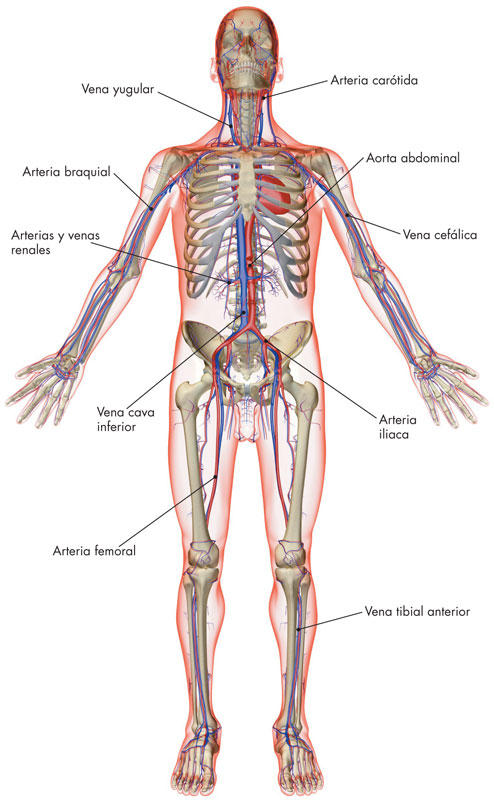 Arteria carótida
Vena yugular
Aorta abdominal
Arteria braquial
Vena cefálica
Arterias y venas
renales
Vena cava
inferior
Arteria
iliaca
Arteria femoral
Vena tibial anterior